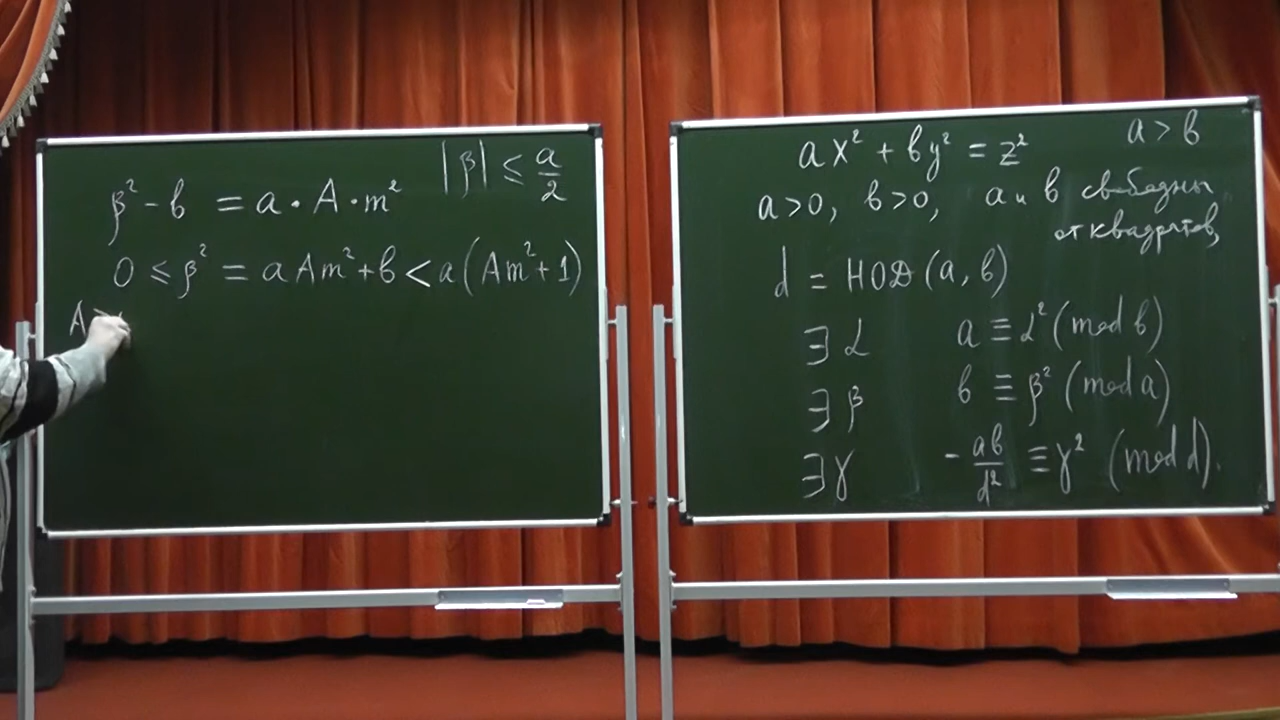 |β| ≤ a/2
β² - b = a · A · m²
0 ≤ β² = aAm² + b < a(Am² + 1)
A
ax² + by² = z² a > b
a > 0, b > 0, a и b свободны
от квадратов,
d = НОД (a, b)
∃ α a ≡ α² (mod b)
∃ β b ≡ β² (mod a)
∃ γ - ab/d² ≡ γ² (mod d).